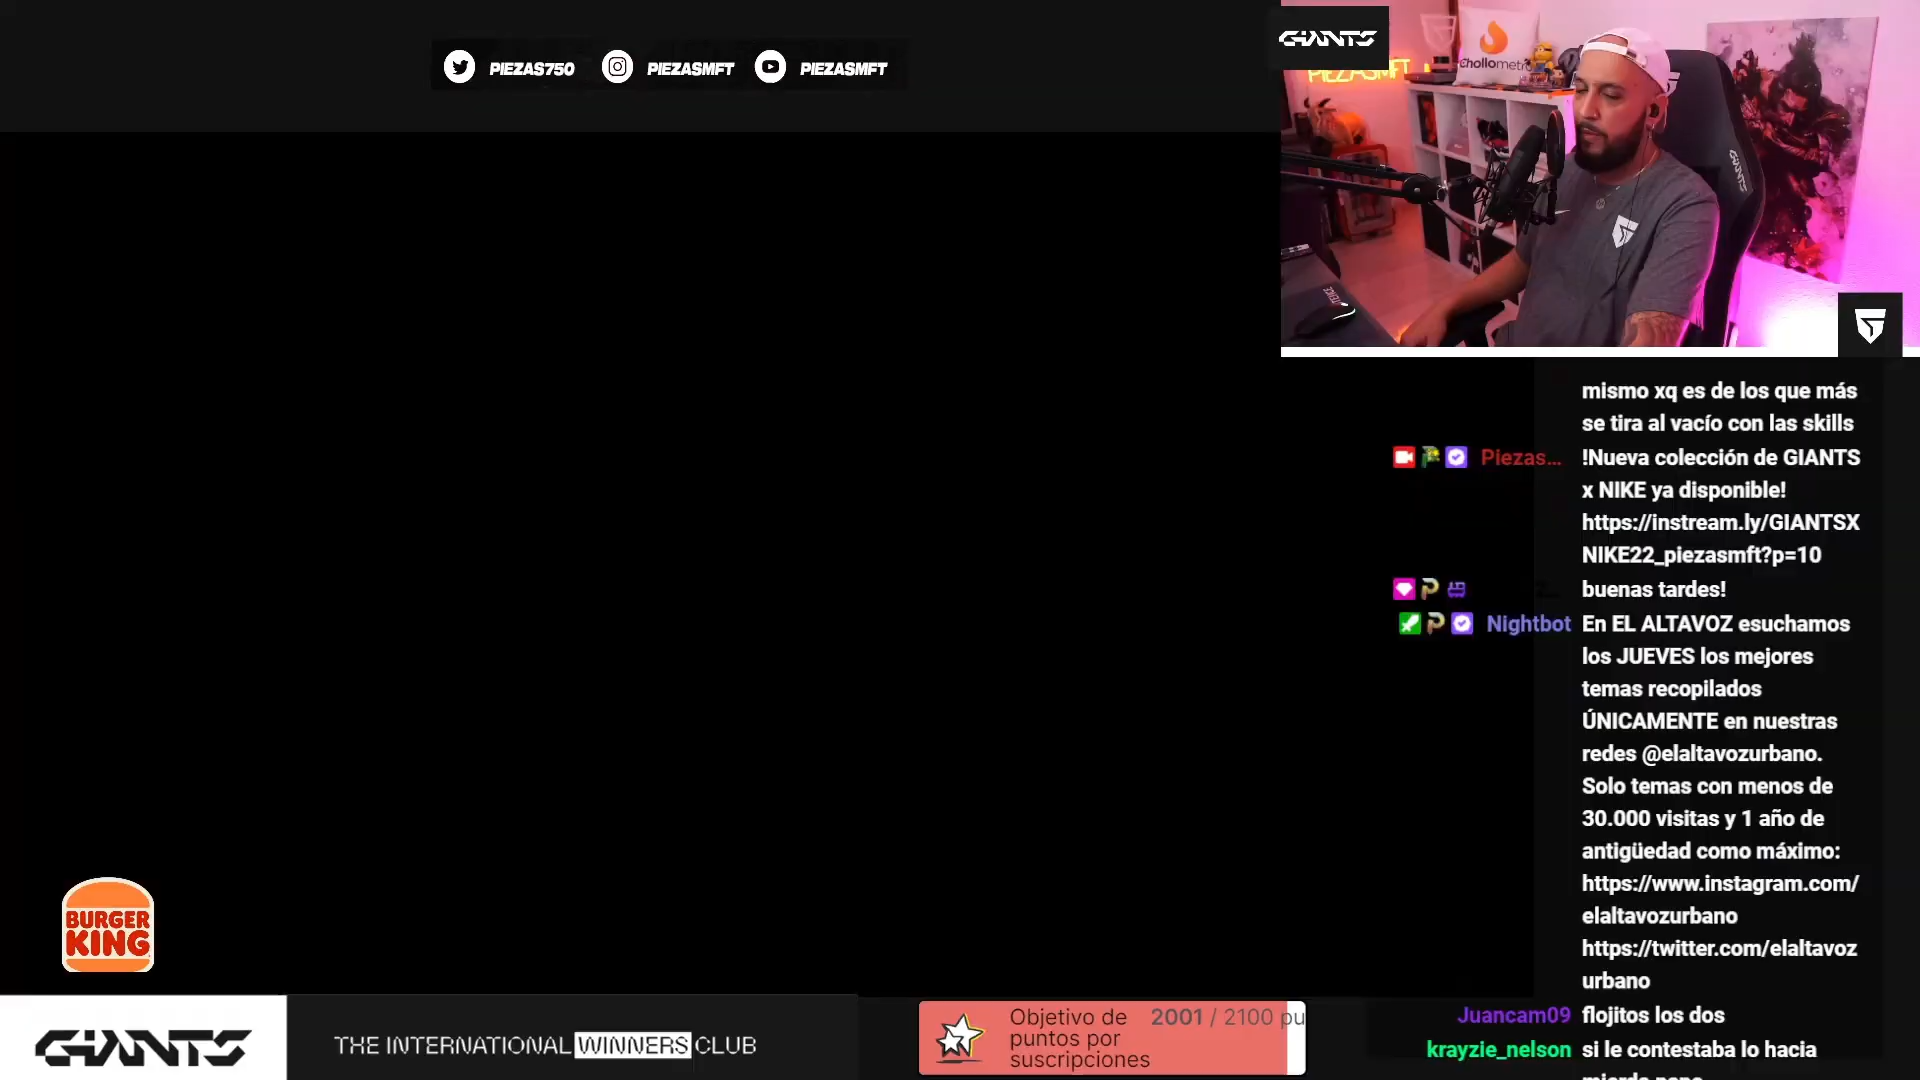 PIEZAS750
PIEZASMFT
PIEZASMFT
GIANTS
PIEZASMFT
chollometro
GIANTS
mismo xq es de los que más
se tira al vacío con las skills
Piezas... !Nueva colección de GIANTS
x NIKE ya disponible!
https://instream.ly/GIANTSX
NIKE22_piezasmft?p=10
buenas tardes!
Nightbot En EL ALTAVOZ esuchamos
los JUEVES los mejores
temas recopilados
ÚNICAMENTE en nuestras
redes @elaltavozurbano.
Solo temas con menos de
30.000 visitas y 1 año de
antigüedad como máximo:
https://www.instagram.com/
elaltavozurbano
https://twitter.com/elaltavoz
urbano
Juancam09 flojitos los dos
krayzie_nelson si le contestaba lo hacia
BURGER
KING
GIANTS
THE INTERNATIONAL WINNERS CLUB
Objetivo de
puntos por
suscripciones
2001 / 2100 pu